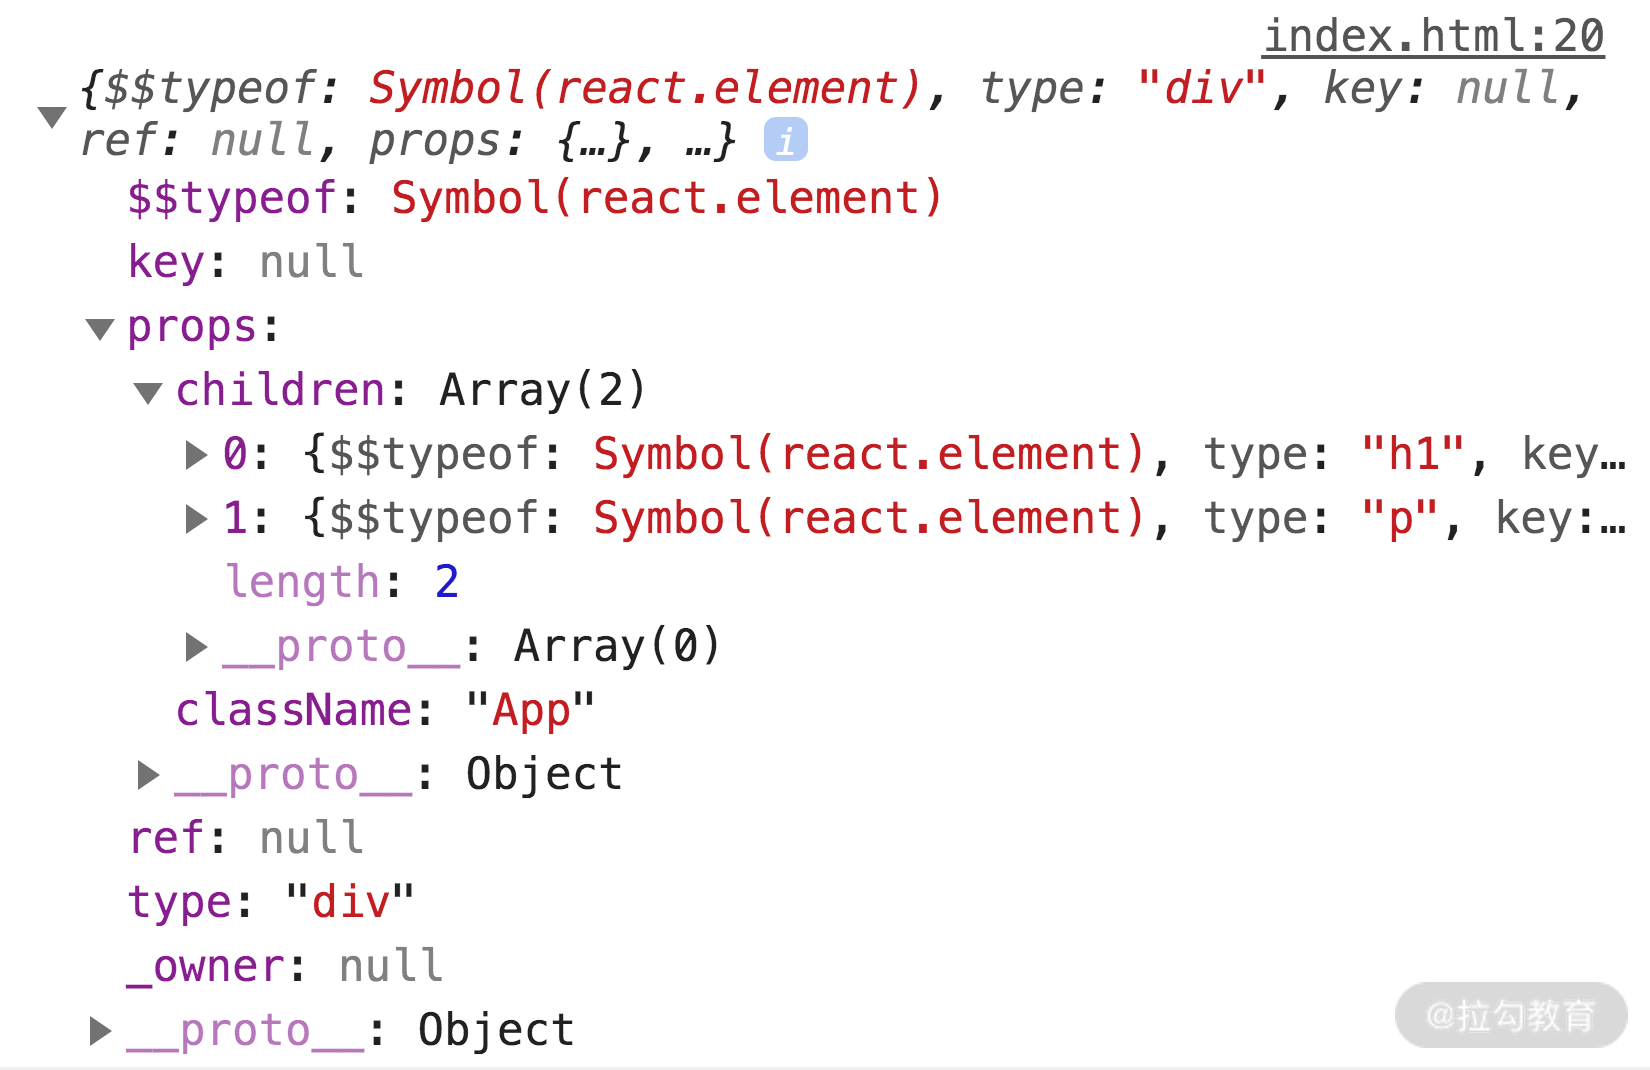 index.html:20
{$$typeof: Symbol(react.element), type: "div", key: null,
ref: null, props: {…}, …} i
$$typeof: Symbol(react.element)
key: null
props:
children: Array(2)
0: {$$typeof: Symbol(react.element), type: "h1", key…
1: {$$typeof: Symbol(react.element), type: "p", key:…
length: 2
__proto__: Array(0)
className: "App"
__proto__: Object
ref: null
type: "div"
_owner: null
__proto__: Object
@拉勾教育